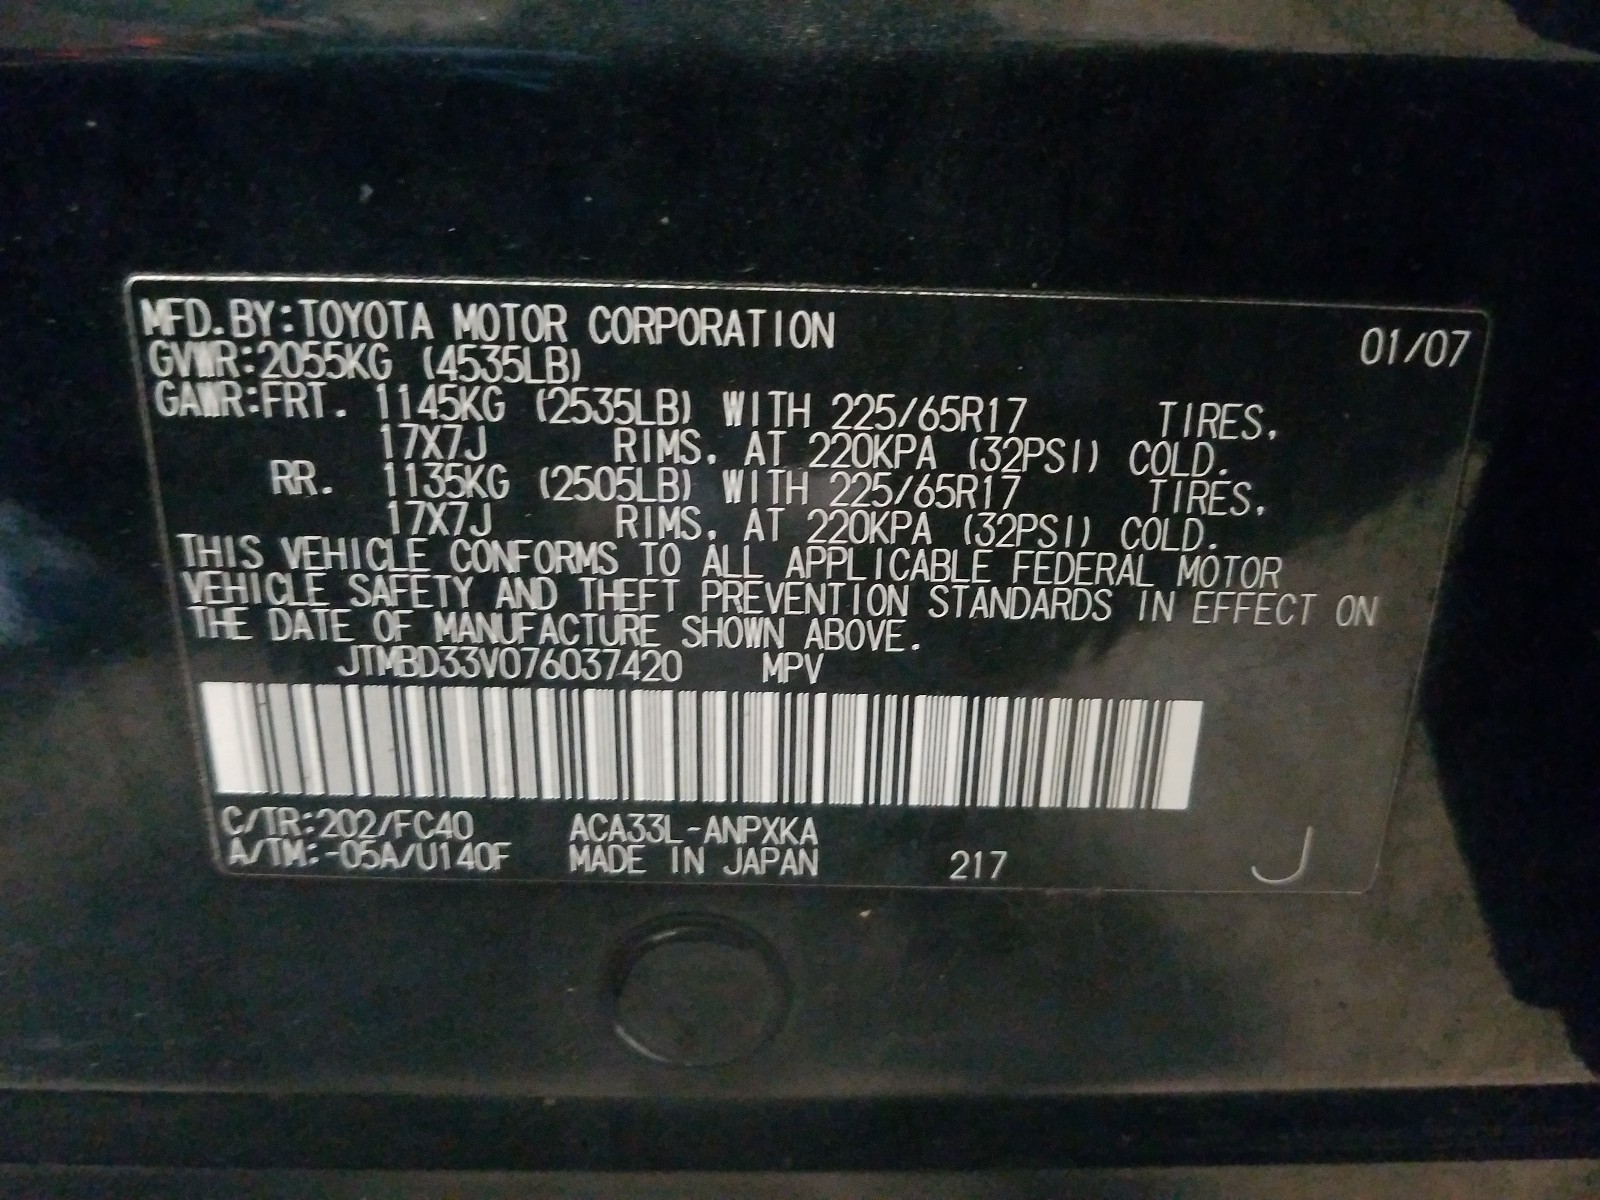 MFD. BY: TOYOTA MOTOR CORPORATION 01/07
GVWR: 2055KG (4535LB)
GAWR: FRT. 1145KG (2535LB) WITH 225/65R17 TIRES,
17X7J RIMS, AT 220KPA (32PSI) COLD.
RR. 1135KG (2505LB) WITH 225/65R17 TIRES,
17X7J RIMS, AT 220KPA (32PSI) COLD.
THIS VEHICLE CONFORMS TO ALL APPLICABLE FEDERAL MOTOR
VEHICLE SAFETY AND THEFT PREVENTION STANDARDS IN EFFECT ON
THE DATE OF MANUFACTURE SHOWN ABOVE.
JTMBD33V076037420 MPV
C/TR: 202/FC40 ACA33L-ANPXKA
A/TM: -05A/U140F MADE IN JAPAN 217 J